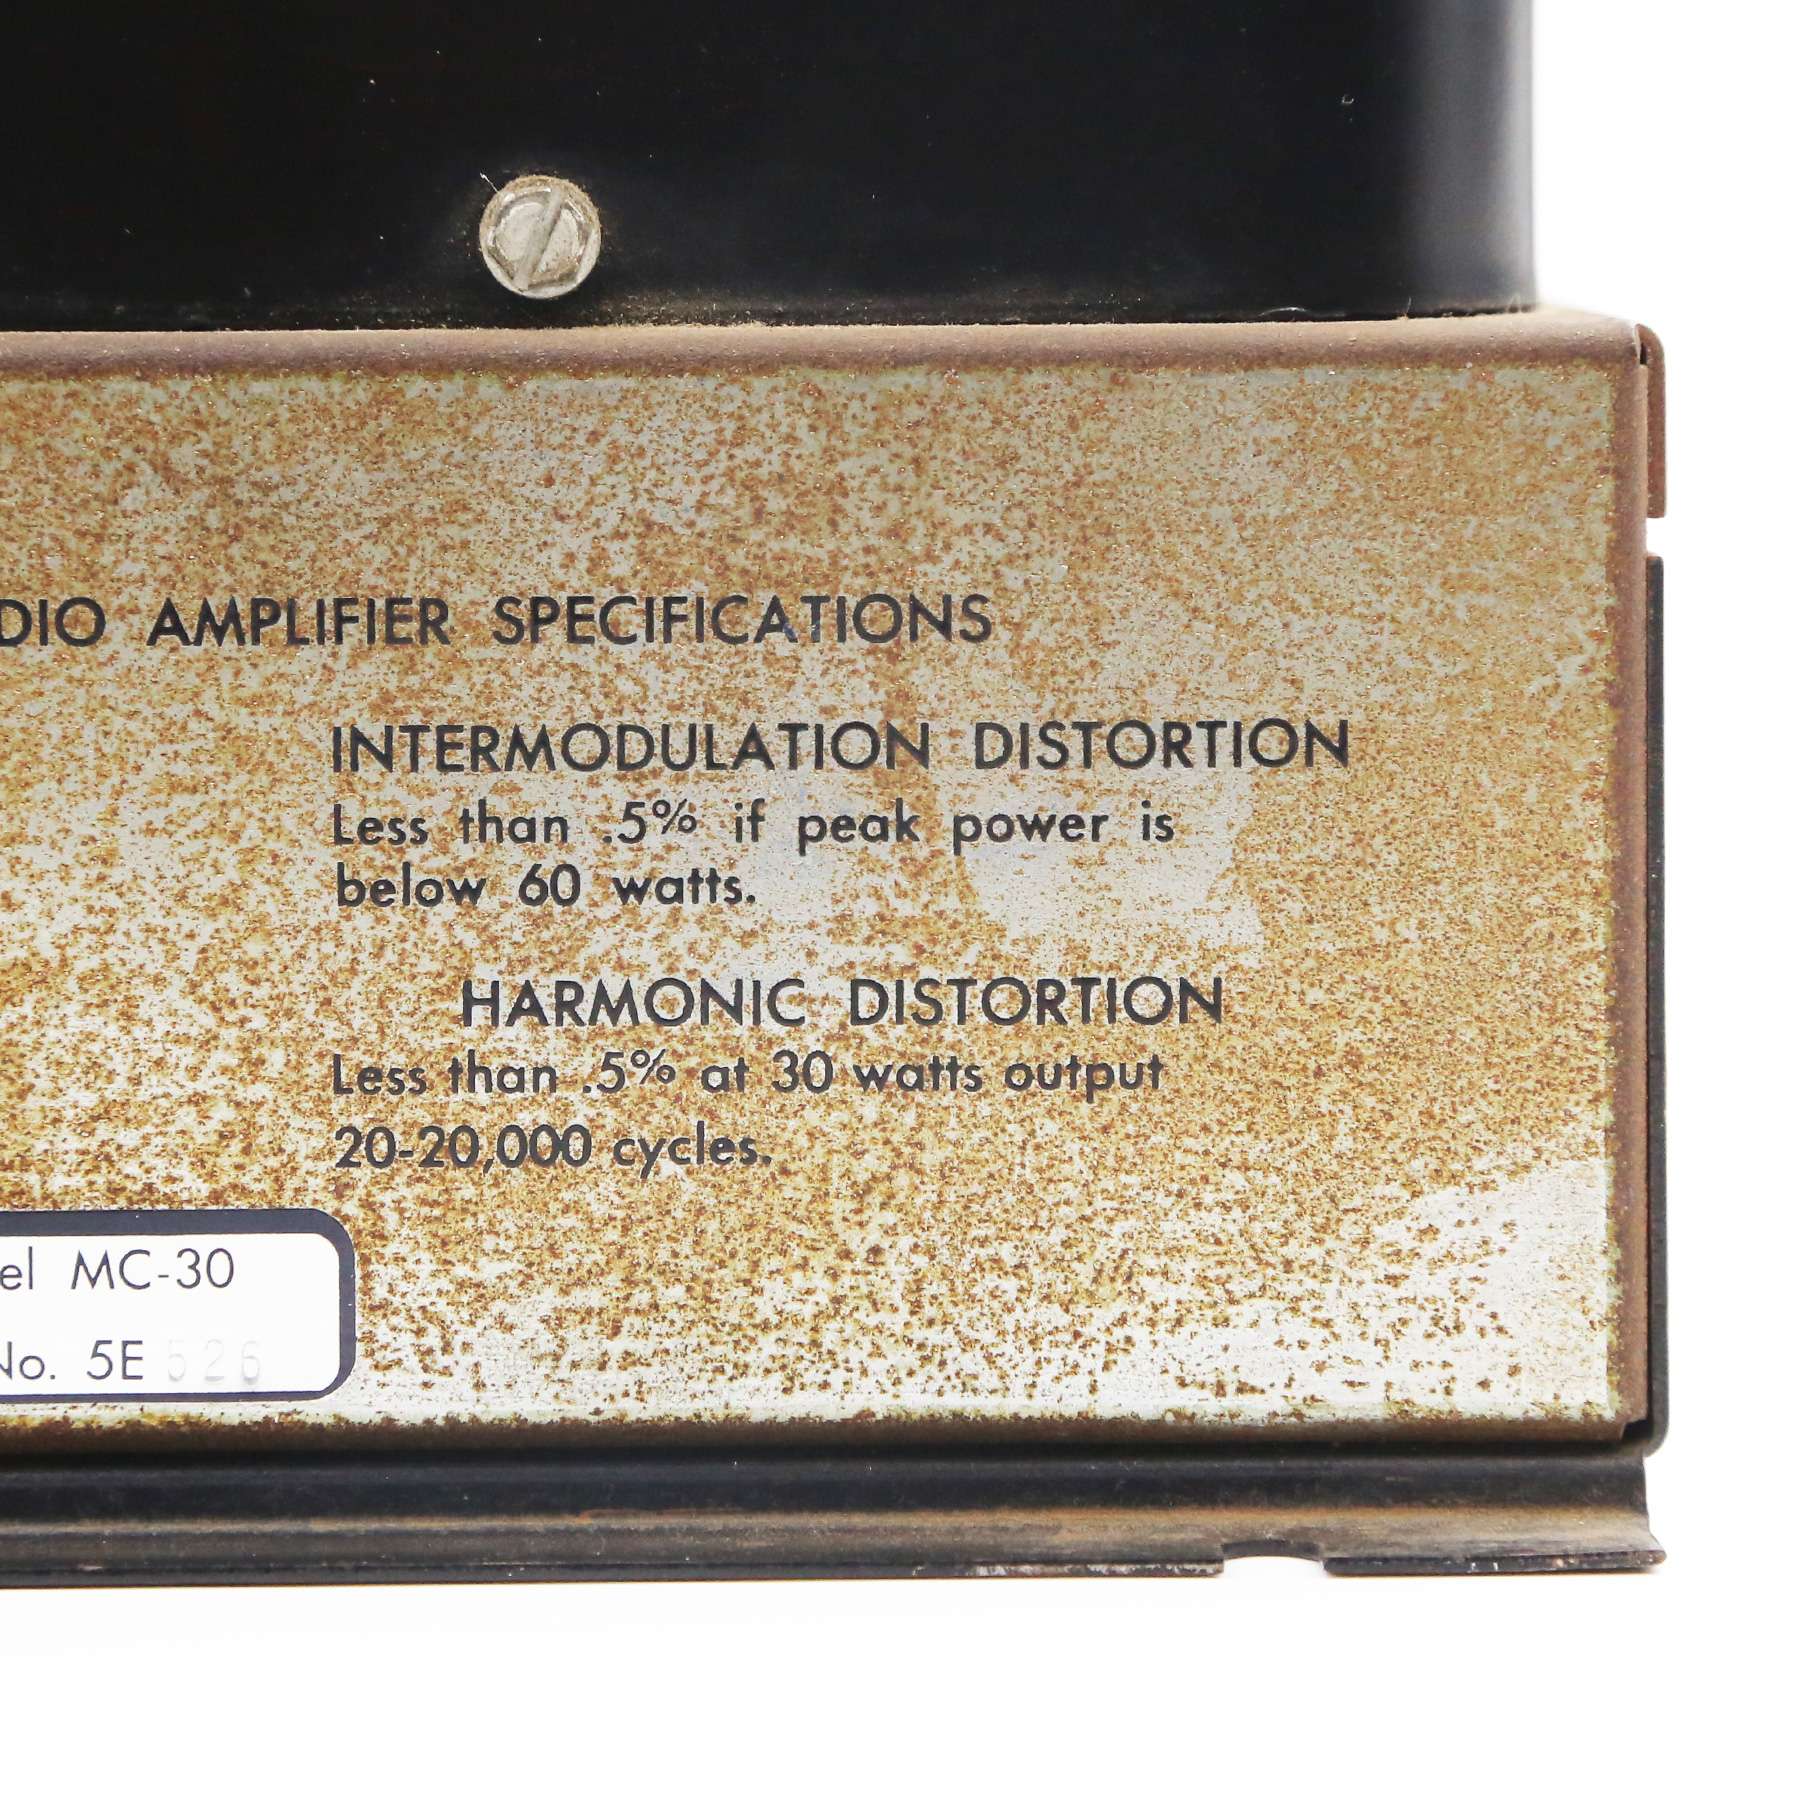 DIO AMPLIFIER SPECIFICATIONS
INTERMODULATION DISTORTION
Less than .5% if peak power is
below 60 watts.
HARMONIC DISTORTION
Less than .5% at 30 watts output
20-20,000 cycles.
el MC-30
No. 5E 526